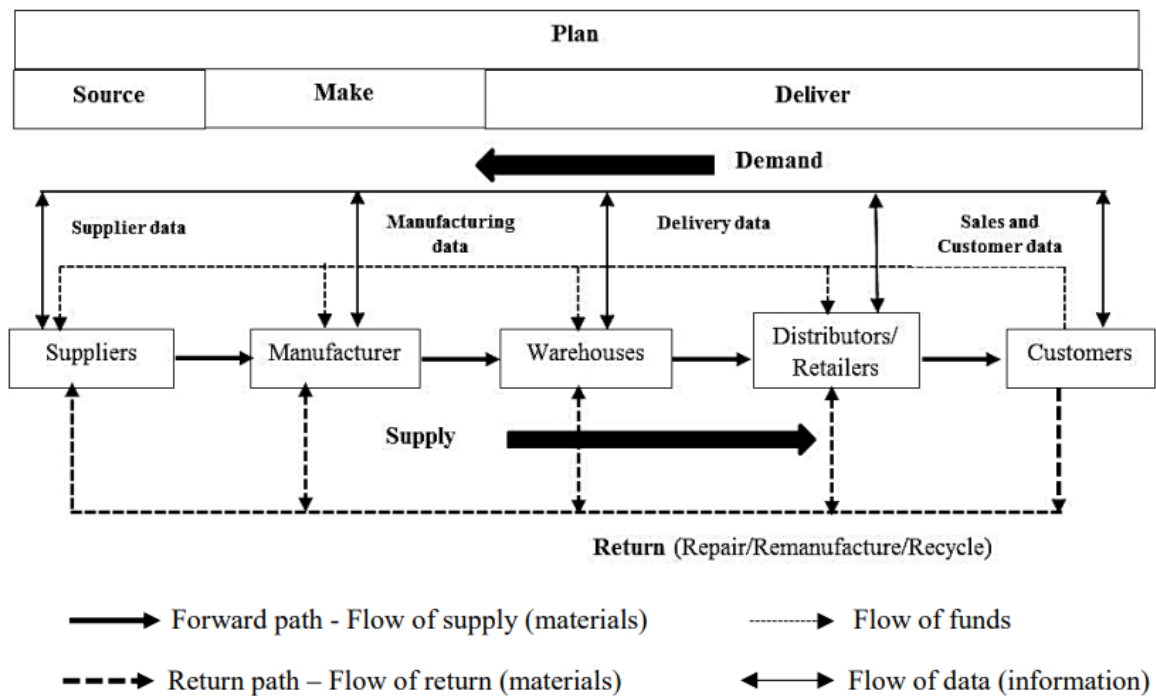 Plan
Source
Make
Deliver
Demand
Supplier data
Manufacturing
data
Delivery data
Sales and
Customer data
Suppliers
Manufacturer
Warehouses
Distributors/
Retailers
Customers
Supply
Return (Repair/Remanufacture/Recycle)
Forward path - Flow of supply (materials)
Flow of funds
Return path – Flow of return (materials)
Flow of data (information)